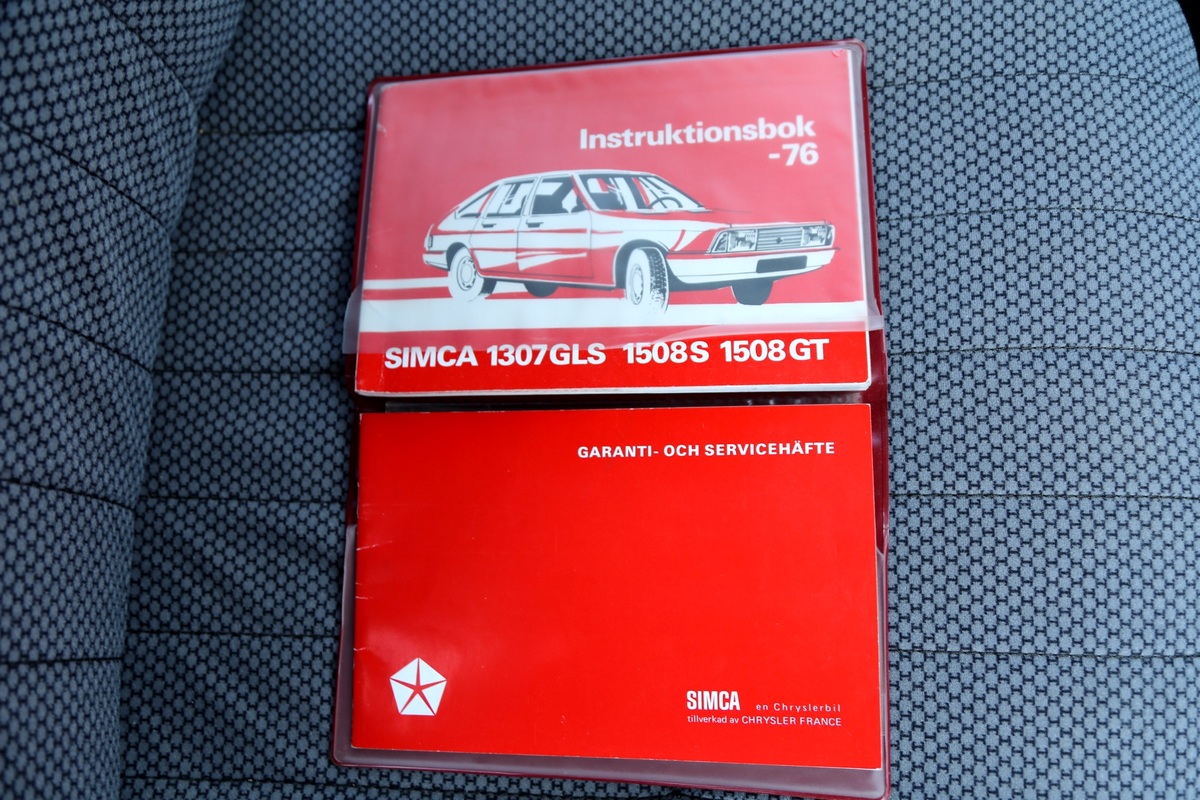 Instruktionsbok
-76
SIMCA 1307GLS 1508S 1508GT
GARANTI- OCH SERVICEHÄFTE
SIMCA en Chryslerbil
tillverkad av CHRYSLER FRANCE